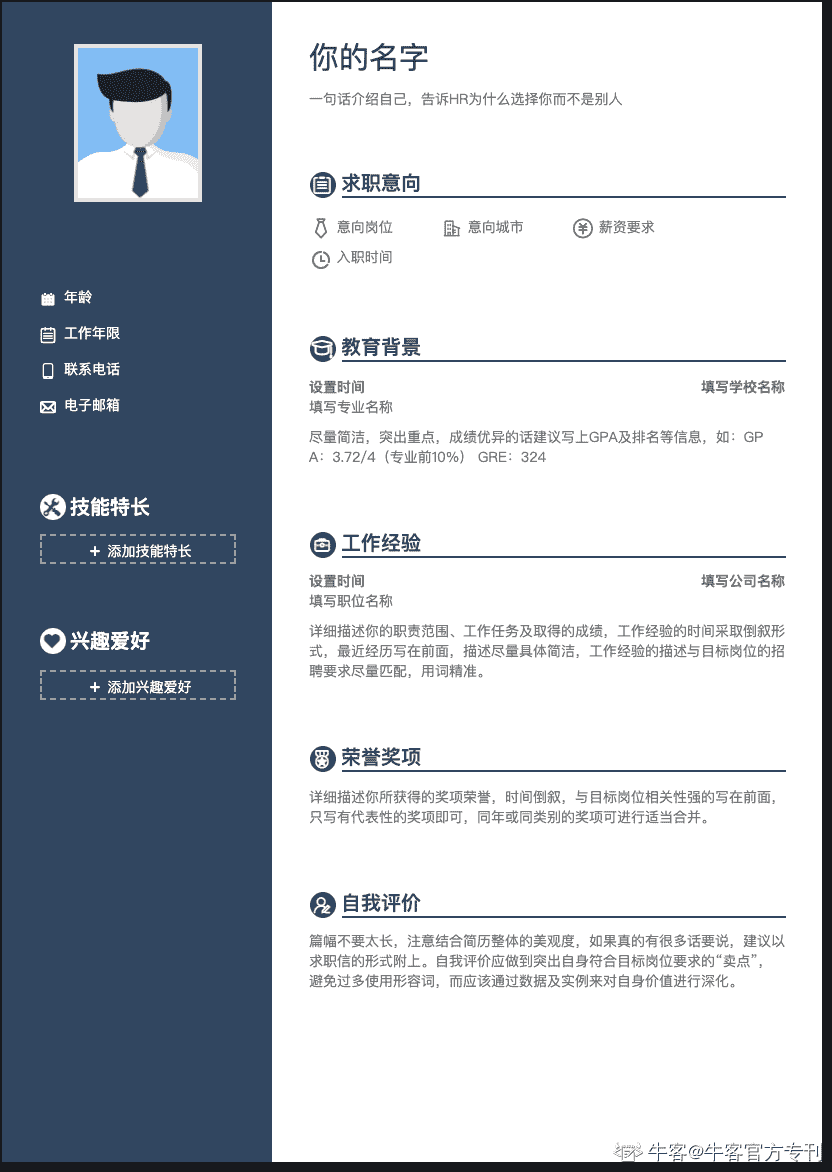 年龄
工作年限
联系电话
电子邮箱
技能特长
+ 添加技能特长
兴趣爱好
+ 添加兴趣爱好
你的名字
一句话介绍自己，告诉HR为什么选择你而不是别人
求职意向
意向岗位 意向城市 薪资要求
入职时间
教育背景
设置时间 填写学校名称
填写专业名称
尽量简洁，突出重点，成绩优异的话建议写上GPA及排名等信息，如：GP
A：3.72/4（专业前10%） GRE：324
工作经验
设置时间 填写公司名称
填写职位名称
详细描述你的职责范围、工作任务及取得的成绩，工作经验的时间采取倒叙形
式，最近经历写在前面，描述尽量具体简洁，工作经验的描述与目标岗位的招
聘要求尽量匹配，用词精准。
荣誉奖项
详细描述你所获得的奖项荣誉，时间倒叙，与目标岗位相关性强的写在前面，
只写有代表性的奖项即可，同年或同类别的奖项可进行适当合并。
自我评价
篇幅不要太长，注意结合简历整体的美观度，如果真的有很多话要说，建议以
求职信的形式附上。自我评价应做到突出自身符合目标岗位要求的“卖点”，
避免过多使用形容词，而应该通过数据及实例来对自身价值进行深化。
牛客@牛客官方专刊